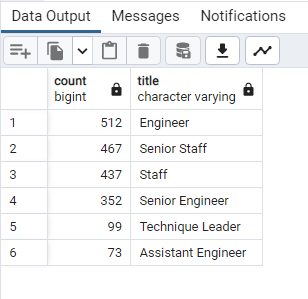 Data Output Messages Notifications
count
bigint
title
character varying
1 512 Engineer
2 467 Senior Staff
3 437 Staff
4 352 Senior Engineer
5 99 Technique Leader
6 73 Assistant Engineer